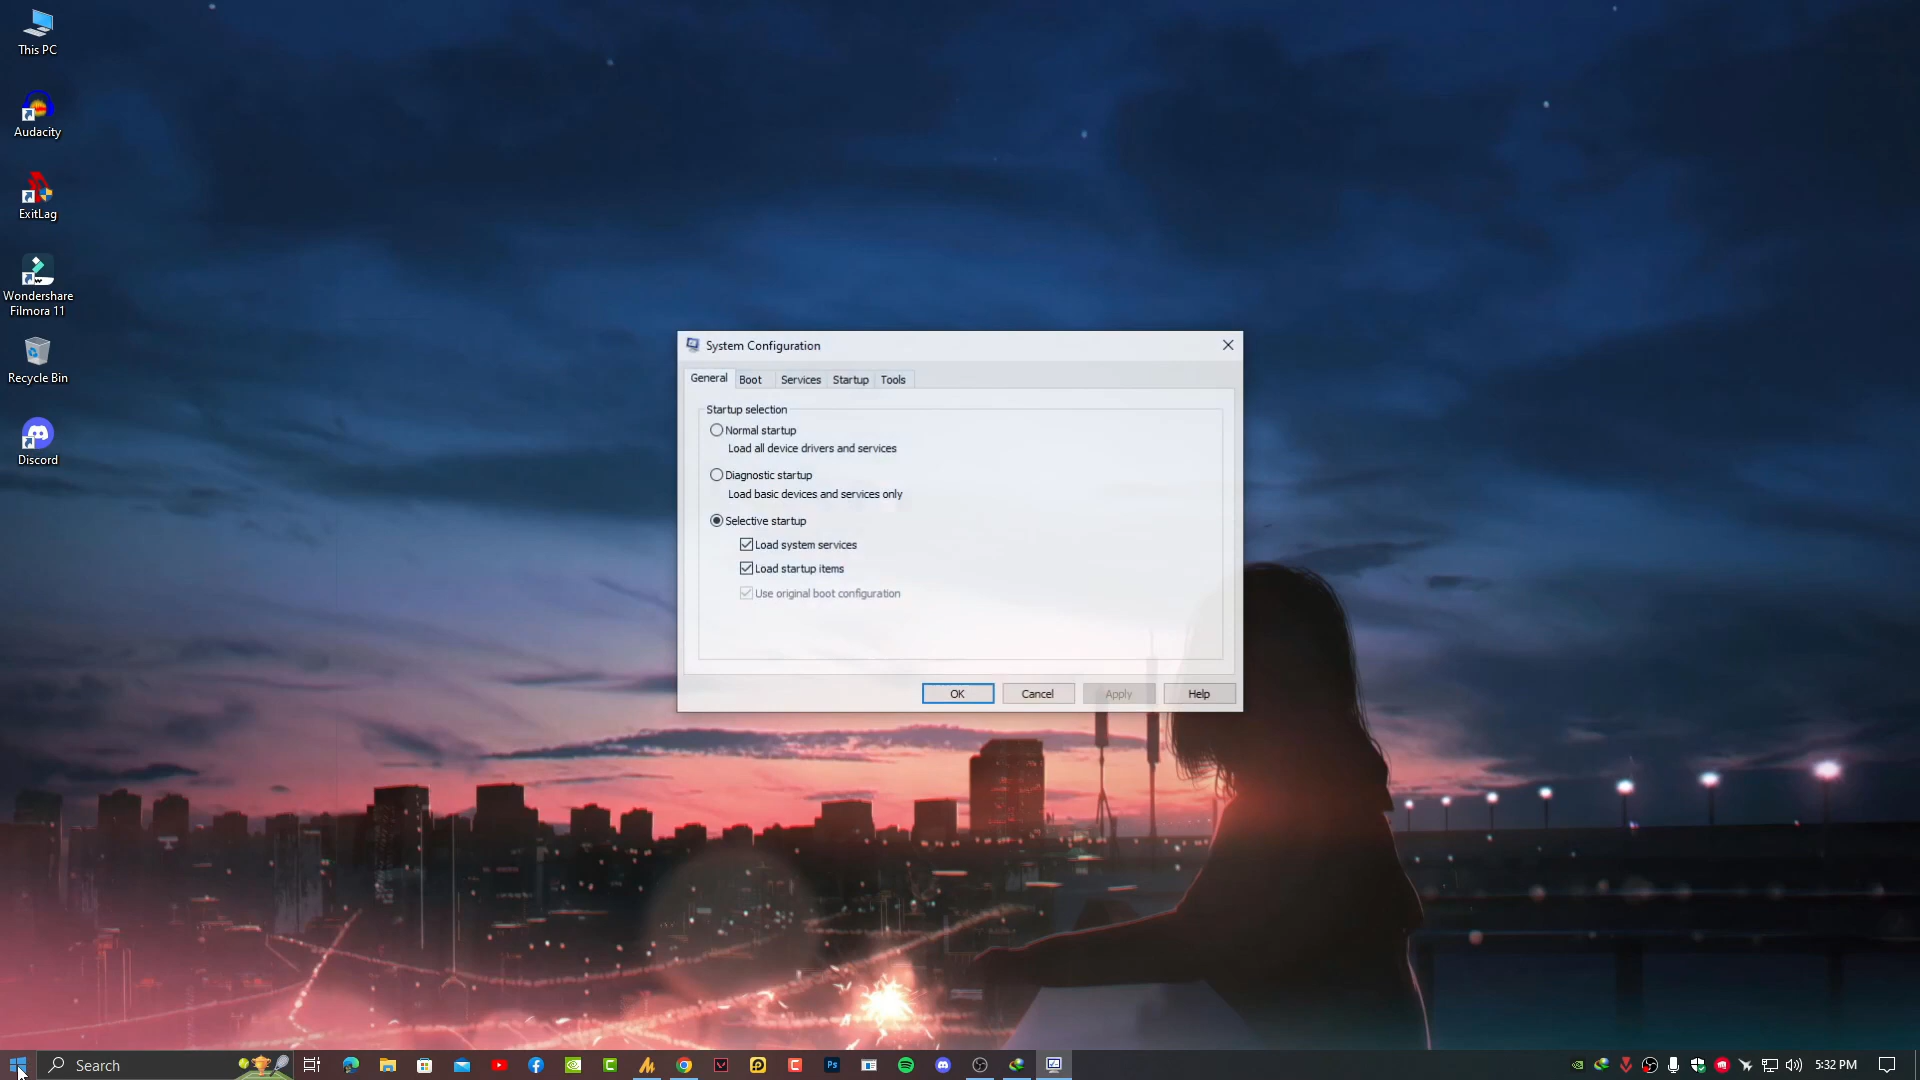 This PC
Audacity
ExitLag
Wondershare
Filmora 11
Recycle Bin
Discord
System Configuration
General
Boot
Services
Startup
Tools
Startup selection
Normal startup
Load all device drivers and services
Diagnostic startup
Load basic devices and services only
Selective startup
Load system services
Load startup items
Use original boot configuration
OK
Cancel
Apply
Help
Search
Ps
5:32 PM